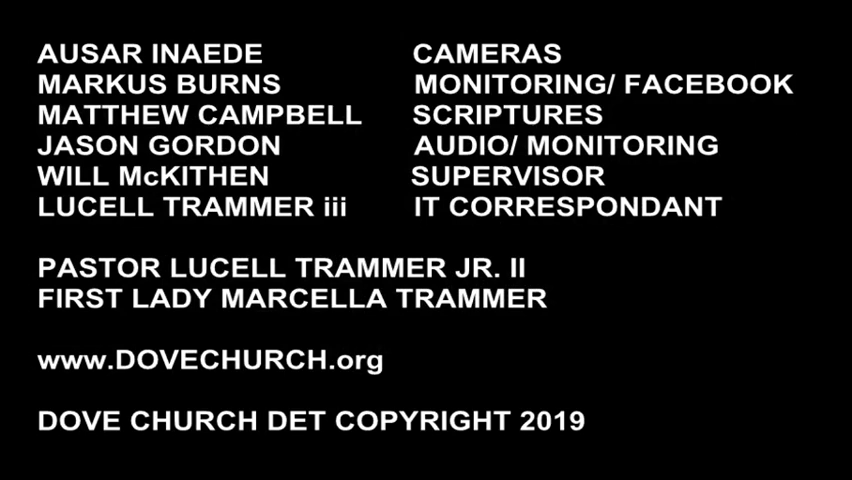 AUSAR INAEDE CAMERAS
MARKUS BURNS MONITORING/ FACEBOOK
MATTHEW CAMPBELL SCRIPTURES
JASON GORDON AUDIO/ MONITORING
WILL McKITHEN SUPERVISOR
LUCELL TRAMMER iii IT CORRESPONDANT
PASTOR LUCELL TRAMMER JR. II
FIRST LADY MARCELLA TRAMMER
www.DOVECHURCH.org
DOVE CHURCH DET COPYRIGHT 2019